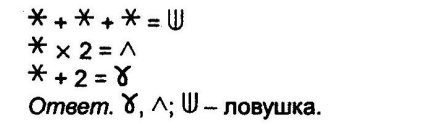 * + * + * = Ш
* × 2 = ^
* + 2 = ɤ
Ответ. ɤ, ^; Ш – ловушка.